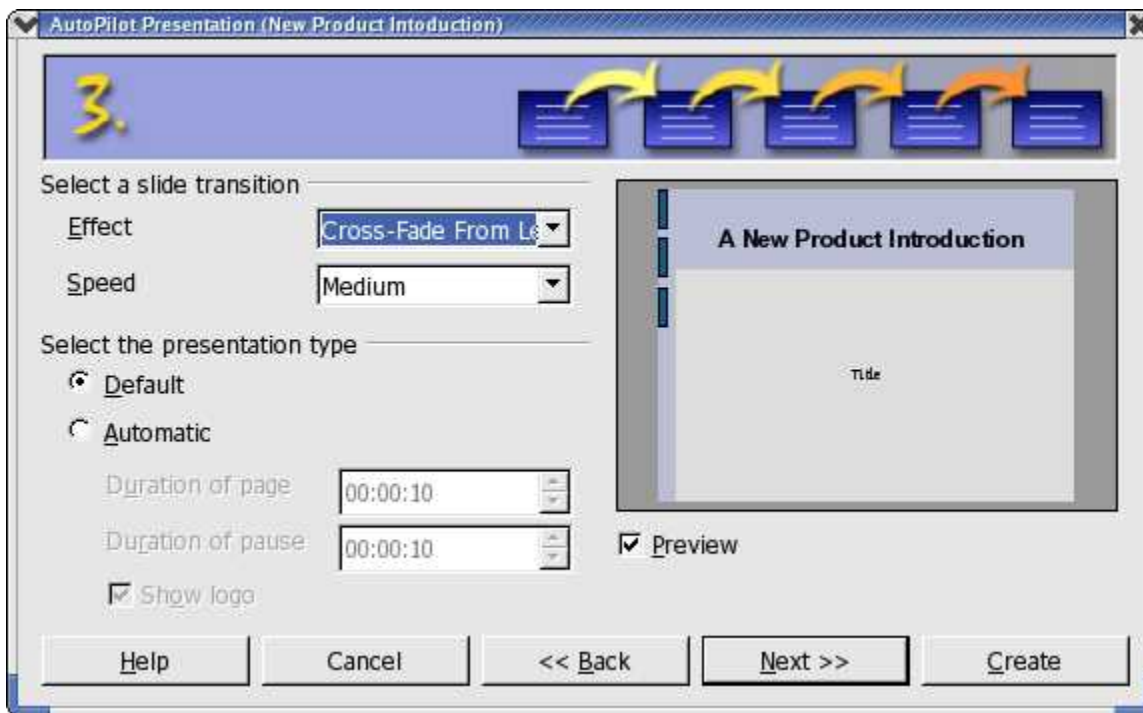 AutoPilot Presentation (New Product Intoduction)
3.
Select a slide transition
Effect
Cross-Fade From Le
Speed
Medium
Select the presentation type
Default
Automatic
Duration of page
00:00:10
Duration of pause
00:00:10
Show logo
A New Product Introduction
Title
Preview
Help
Cancel
<< Back
Next >>
Create